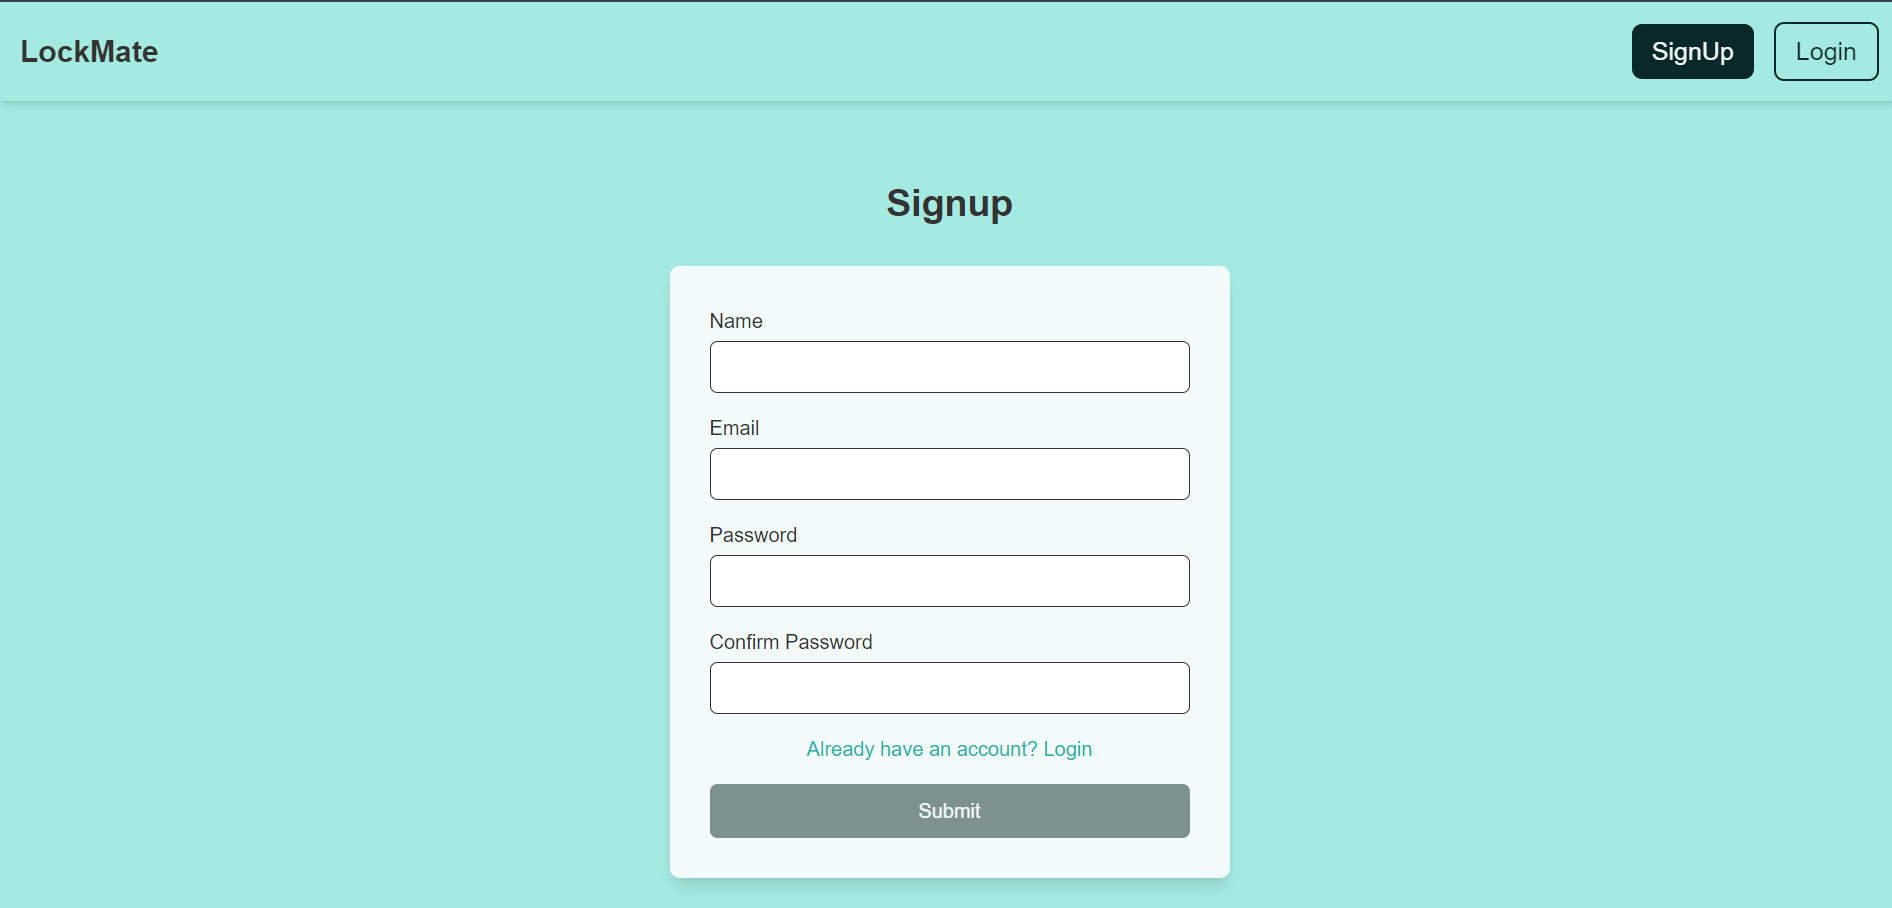 LockMate
SignUp
Login
Signup
Name
Email
Password
Confirm Password
Already have an account? Login
Submit